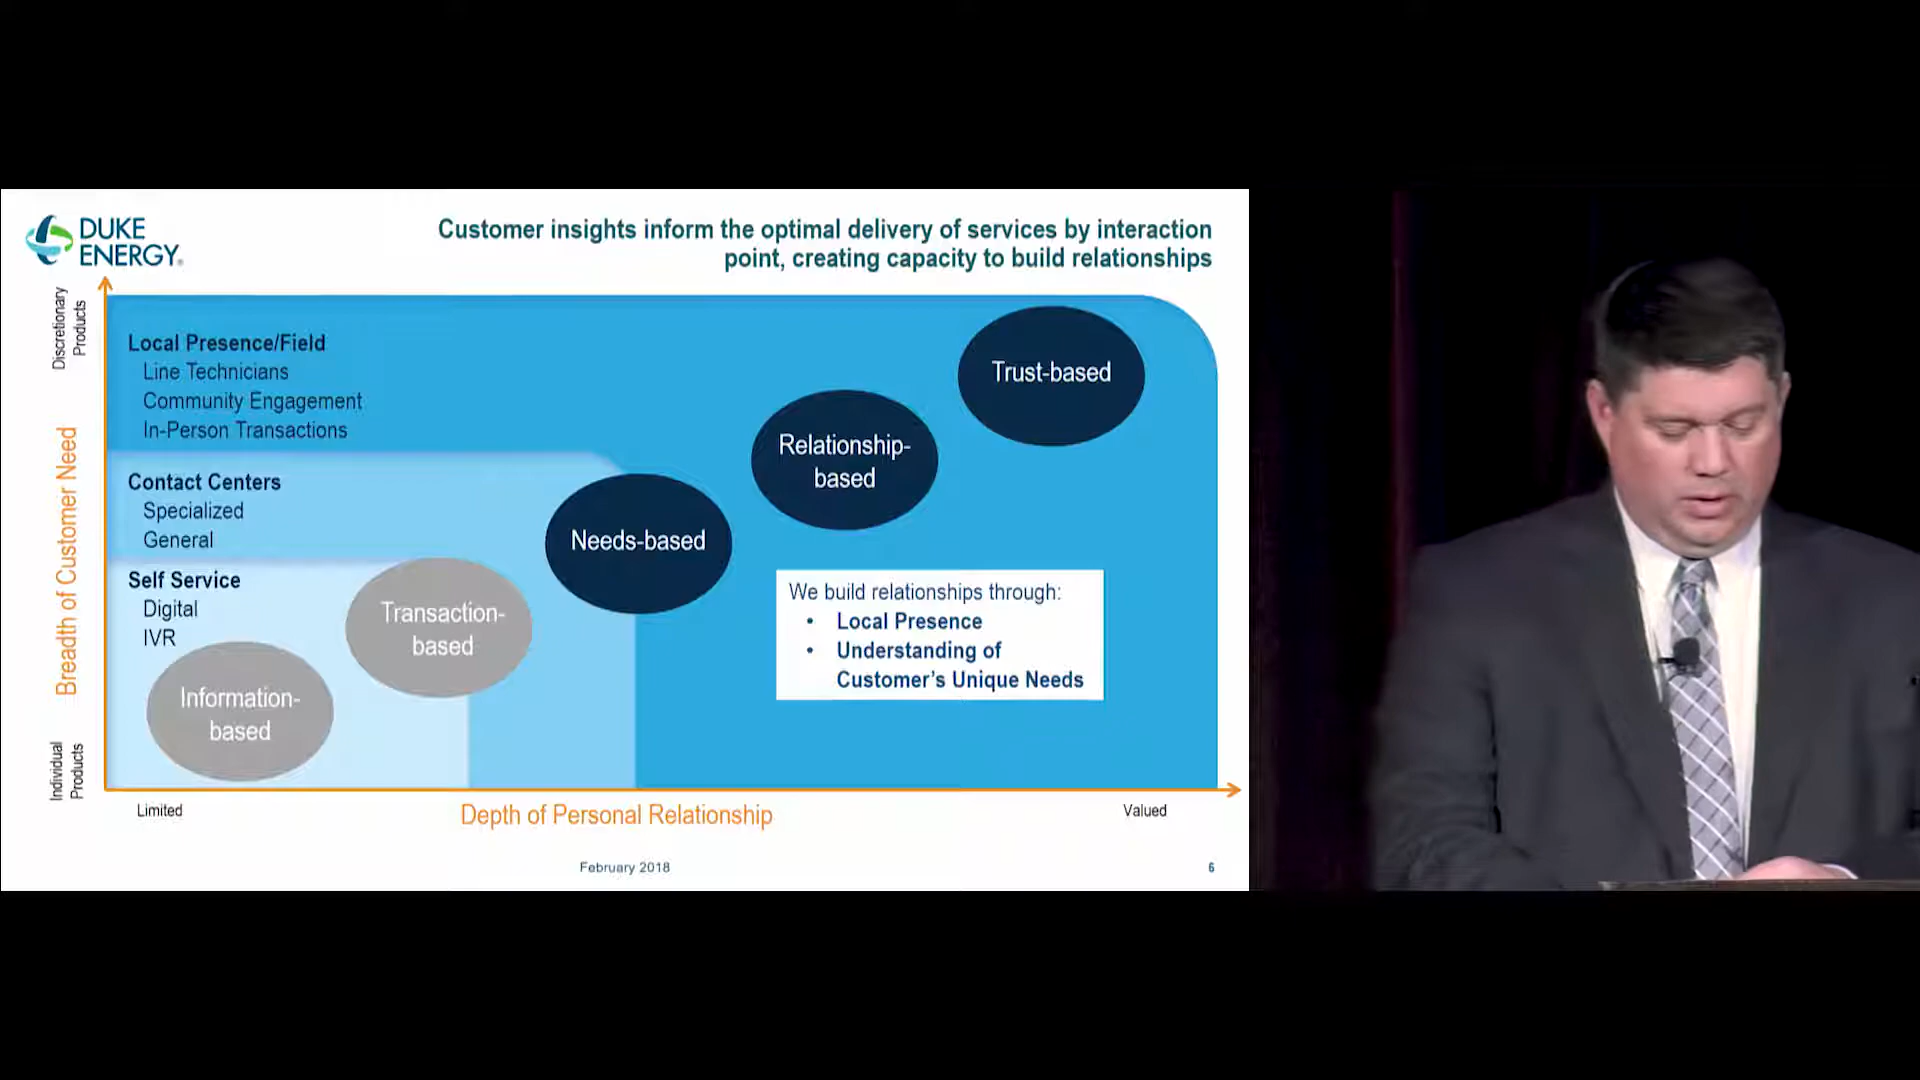 DUKE
ENERGY®
Customer insights inform the optimal delivery of services by interaction
point, creating capacity to build relationships
Discretionary
Products
Breadth of Customer Need
Individual
Products
Local Presence/Field
Line Technicians
Community Engagement
In-Person Transactions
Contact Centers
Specialized
General
Self Service
Digital
IVR
Information-
based
Transaction-
based
Needs-based
Relationship-
based
Trust-based
We build relationships through:
• Local Presence
• Understanding of
Customer's Unique Needs
Limited
Depth of Personal Relationship
Valued
February 2018
6